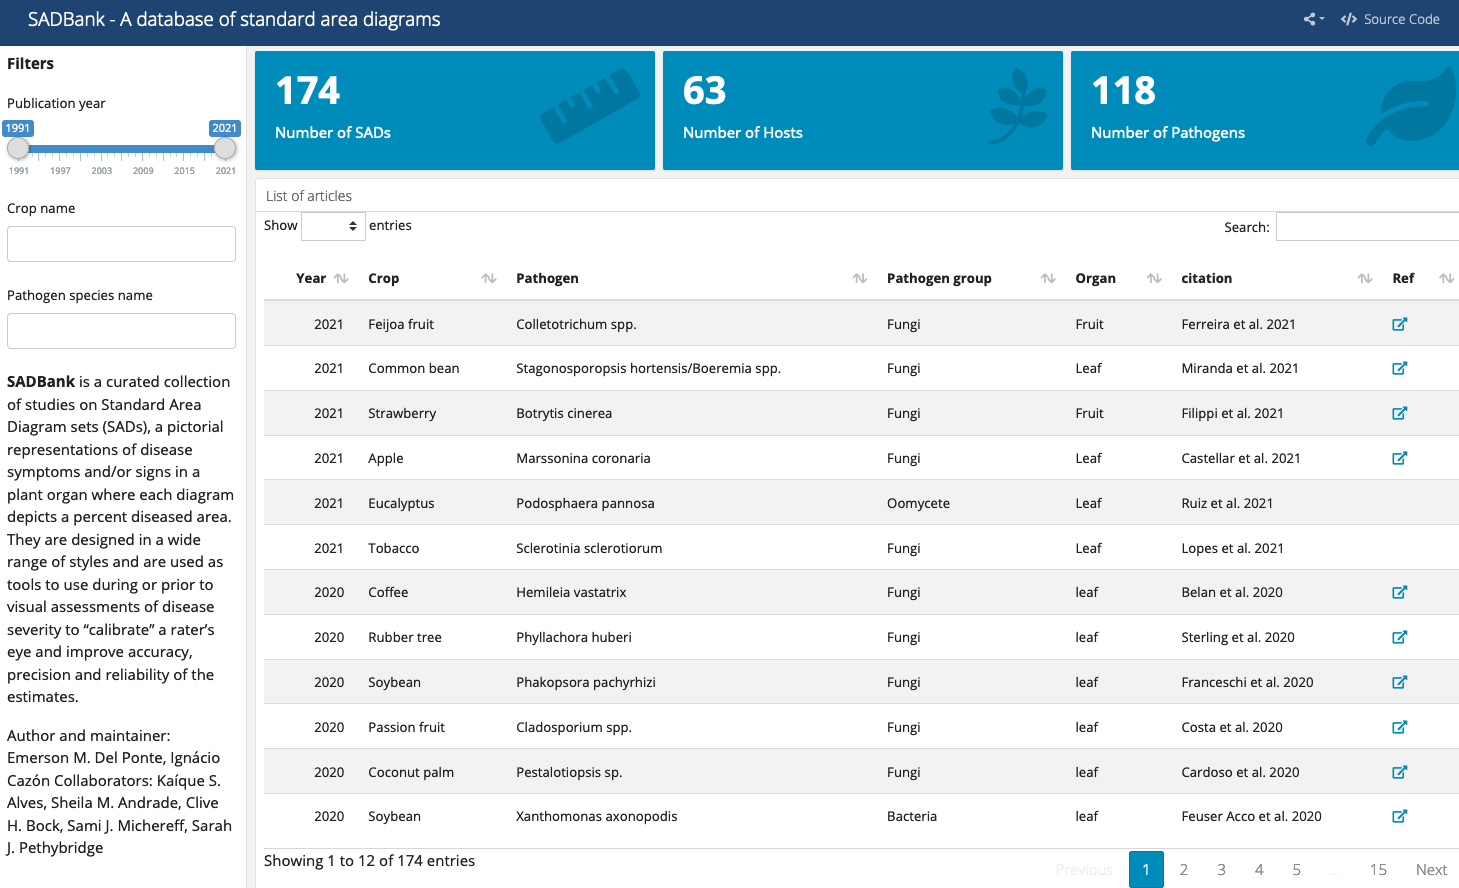 SADBank - A database of standard area diagrams
Source Code
Filters
Publication year
1991
2021
1991 1997 2003 2009 2015 2021
Crop name
Pathogen species name
SADBank is a curated collection
of studies on Standard Area
Diagram sets (SADs), a pictorial
representations of disease
symptoms and/or signs in a
plant organ where each diagram
depicts a percent diseased area.
They are designed in a wide
range of styles and are used as
tools to use during or prior to
visual assessments of disease
severity to “calibrate” a rater’s
eye and improve accuracy,
precision and reliability of the
estimates.
Author and maintainer:
Emerson M. Del Ponte, Ignácio
Cazón Collaborators: Kaíque S.
Alves, Sheila M. Andrade, Clive
H. Bock, Sami J. Michereff, Sarah
J. Pethybridge
174
Number of SADs
63
Number of Hosts
118
Number of Pathogens
List of articles
Show entries
Search:
Year Crop Pathogen Pathogen group Organ citation Ref
2021 Feijoa fruit Colletotrichum spp. Fungi Fruit Ferreira et al. 2021
2021 Common bean Stagonosporopsis hortensis/Boeremia spp. Fungi Leaf Miranda et al. 2021
2021 Strawberry Botrytis cinerea Fungi Fruit Filippi et al. 2021
2021 Apple Marssonina coronaria Fungi Leaf Castellar et al. 2021
2021 Eucalyptus Podosphaera pannosa Oomycete Leaf Ruiz et al. 2021
2021 Tobacco Sclerotinia sclerotiorum Fungi Leaf Lopes et al. 2021
2020 Coffee Hemileia vastatrix Fungi leaf Belan et al. 2020
2020 Rubber tree Phyllachora huberi Fungi leaf Sterling et al. 2020
2020 Soybean Phakopsora pachyrhizi Fungi leaf Franceschi et al. 2020
2020 Passion fruit Cladosporium spp. Fungi leaf Costa et al. 2020
2020 Coconut palm Pestalotiopsis sp. Fungi leaf Cardoso et al. 2020
2020 Soybean Xanthomonas axonopodis Bacteria leaf Feuser Acco et al. 2020
Showing 1 to 12 of 174 entries
Previous 1 2 3 4 5 ... 15 Next